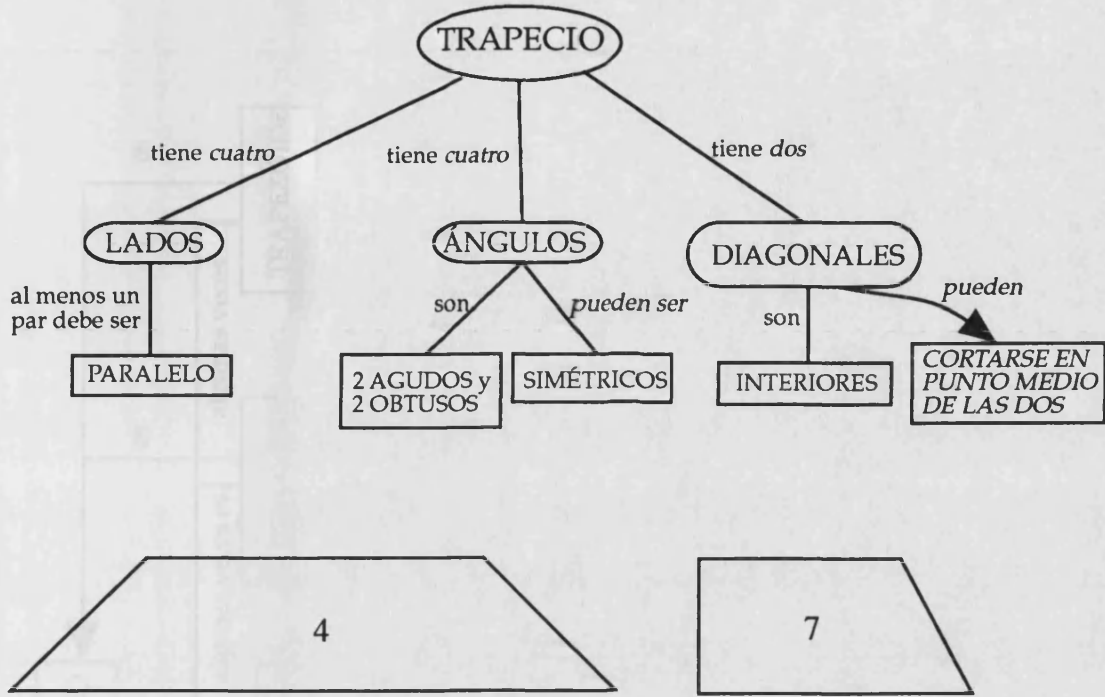 TRAPECIO
tiene cuatro
tiene cuatro
tiene dos
LADOS
ÁNGULOS
DIAGONALES
al menos un
par debe ser
son
pueden ser
son
pueden
PARALELO
2 AGUDOS y
2 OBTUSOS
SIMÉTRICOS
INTERIORES
CORTARSE EN
PUNTO MEDIO
DE LAS DOS
4
7